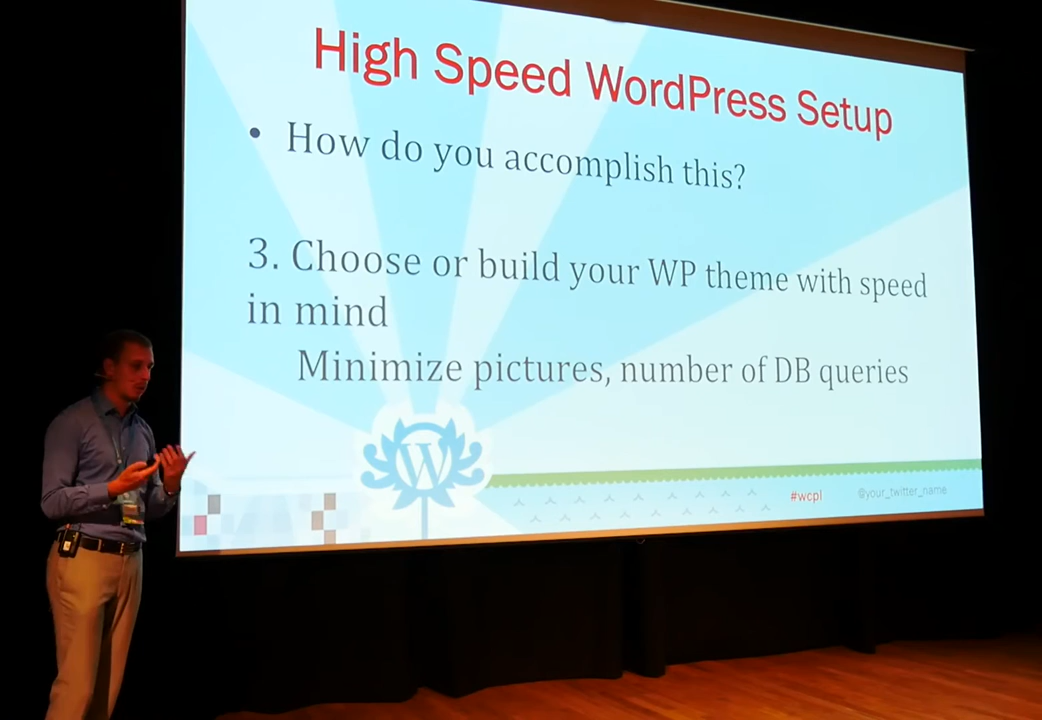 High Speed WordPress Setup
• How do you accomplish this?
3. Choose or build your WP theme with speed
in mind
Minimize pictures, number of DB queries
W
#wcpl @your_twitter_name